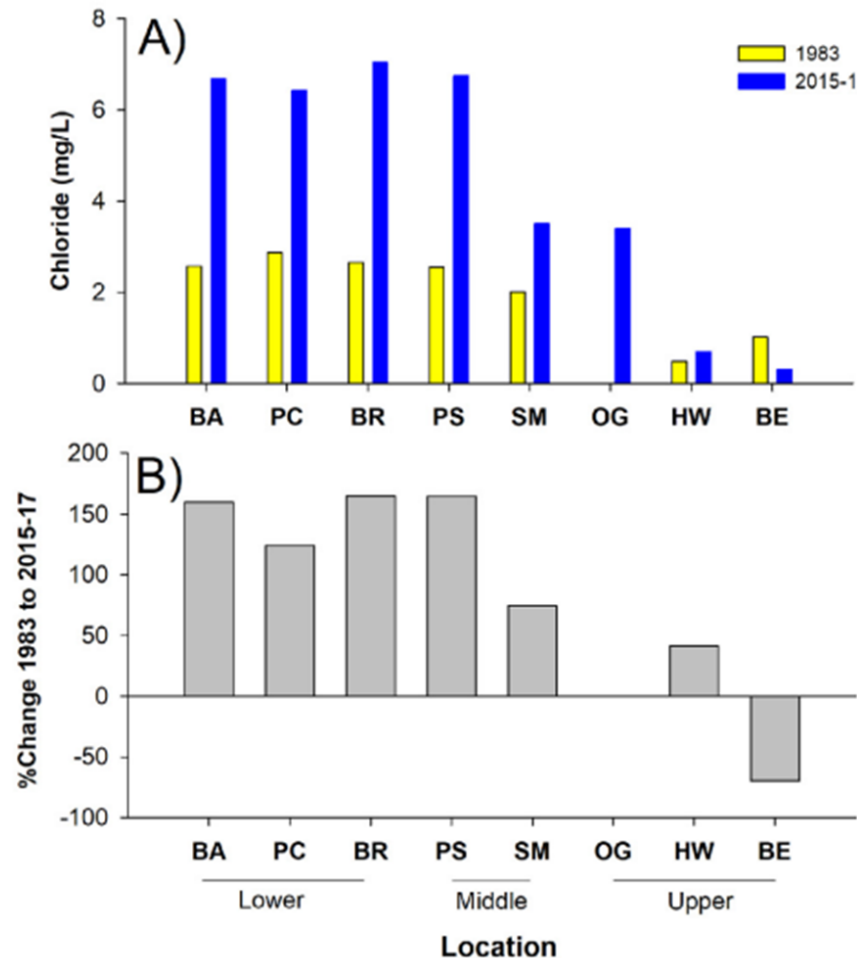 A)
1983
2015-1
8
6
4
2
0
Chloride (mg/L)
BA PC BR PS SM OG HW BE
B)
200
150
100
50
0
-50
-100
%Change 1983 to 2015-17
BA PC BR PS SM OG HW BE
Lower Middle Upper
Location